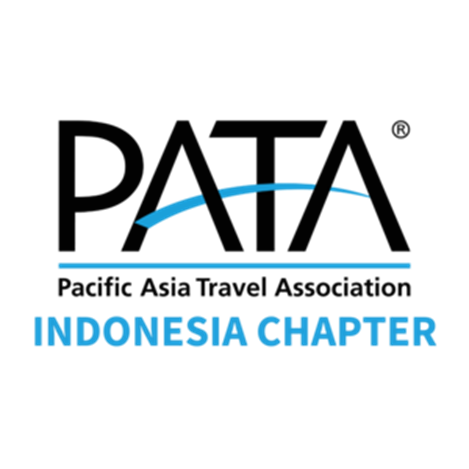 PATA®
Pacific Asia Travel Association
INDONESIA CHAPTER